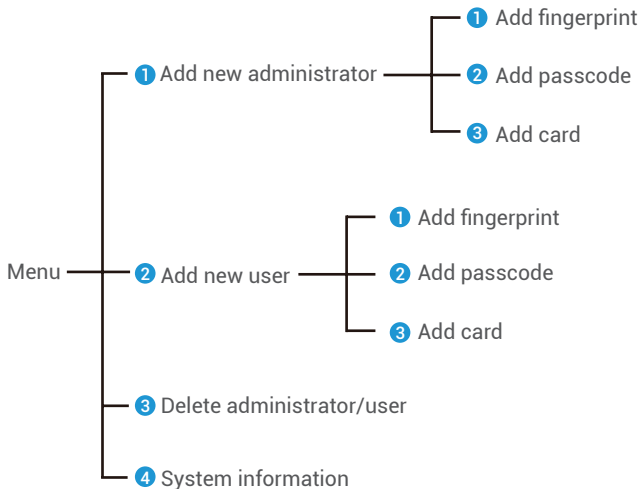 Menu
1 Add new administrator
1 Add fingerprint
2 Add passcode
3 Add card
2 Add new user
1 Add fingerprint
2 Add passcode
3 Add card
3 Delete administrator/user
4 System information